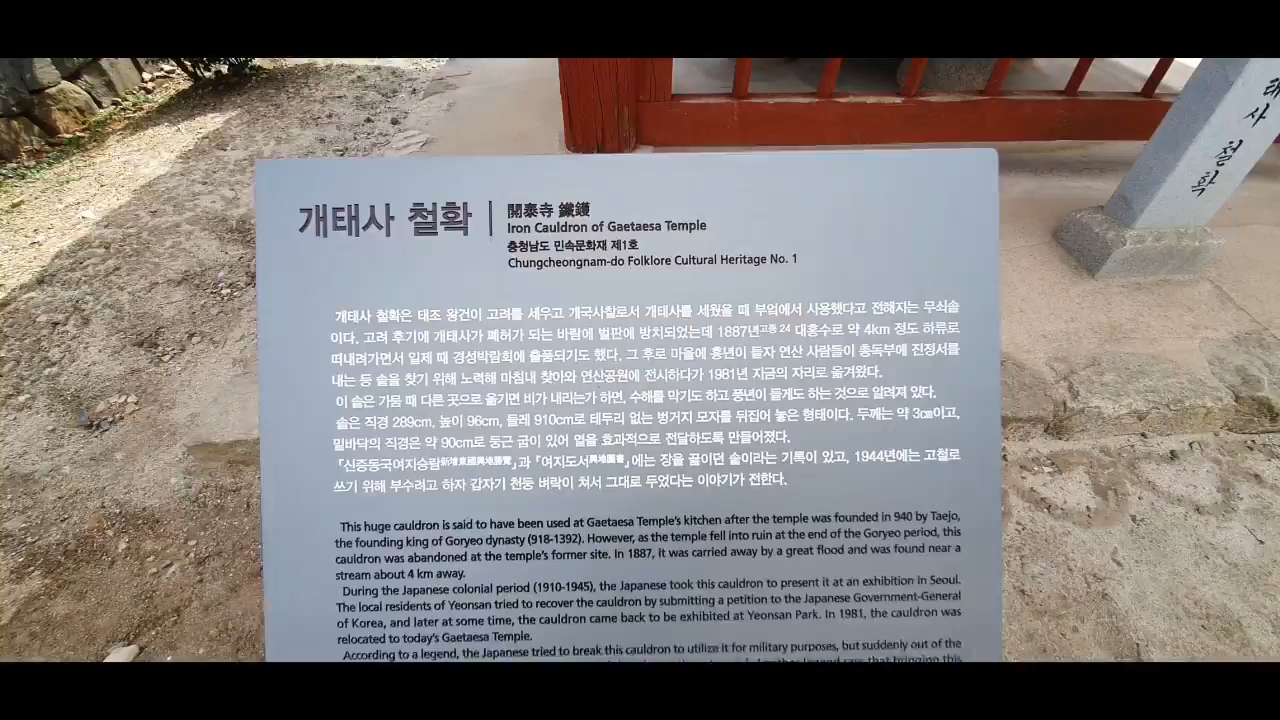 개태사 철확
開泰寺 鐵鑊
Iron Cauldron of Gaetaesa Temple
충청남도 민속문화재 제1호
Chungcheongnam-do Folklore Cultural Heritage No. 1
개태사 철확은 태조 왕건이 고려를 세우고 개국사찰로서 개태사를 세웠을 때 부엌에서 사용했다고 전해지는 무쇠솥
이다. 고려 후기에 개태사가 폐허가 되는 바람에 벌판에 방치되었는데 1887년고종 24 대홍수로 약 4km 정도 하류로
떠내려가면서 일제 때 경성박람회에 출품되기도 했다. 그 후로 마을에 흉년이 들자 연산 사람들이 총독부에 진정서를
내는 등 솥을 찾기 위해 노력해 마침내 찾아와 연산공원에 전시하다가 1981년 지금의 자리로 옮겨왔다.
이 솥은 가뭄 때 다른 곳으로 옮기면 비가 내리는가 하면, 수해를 막기도 하고 풍년이 들게도 하는 것으로 알려져 있다.
솥은 직경 289cm, 높이 96cm, 둘레 910cm로 테두리 없는 벙거지 모자를 뒤집어 놓은 형태이다. 두께는 약 3㎝이고,
밑바닥의 직경은 약 90cm로 둥근 굽이 있어 열을 효과적으로 전달하도록 만들어졌다.
『신증동국여지승람新增東國輿地勝覽』과 『여지도서輿地圖書』에는 장을 끓이던 솥이라는 기록이 있고, 1944년에는 고철로
쓰기 위해 부수려고 하자 갑자기 천둥 벼락이 쳐서 그대로 두었다는 이야기가 전한다.
This huge cauldron is said to have been used at Gaetaesa Temple's kitchen after the temple was founded in 940 by Taejo,
the founding king of Goryeo dynasty (918-1392). However, as the temple fell into ruin at the end of the Goryeo period, this
cauldron was abandoned at the temple's former site. In 1887, it was carried away by a great flood and was found near a
stream about 4 km away.
During the Japanese colonial period (1910-1945), the Japanese took this cauldron to present it at an exhibition in Seoul.
The local residents of Yeonsan tried to recover the cauldron by submitting a petition to the Japanese Government-General
of Korea, and later at some time, the cauldron came back to be exhibited at Yeonsan Park. In 1981, the cauldron was
relocated to today's Gaetaesa Temple.
According to a legend, the Japanese tried to break this cauldron to utilize it for military purposes, but suddenly out of the
태사 철확